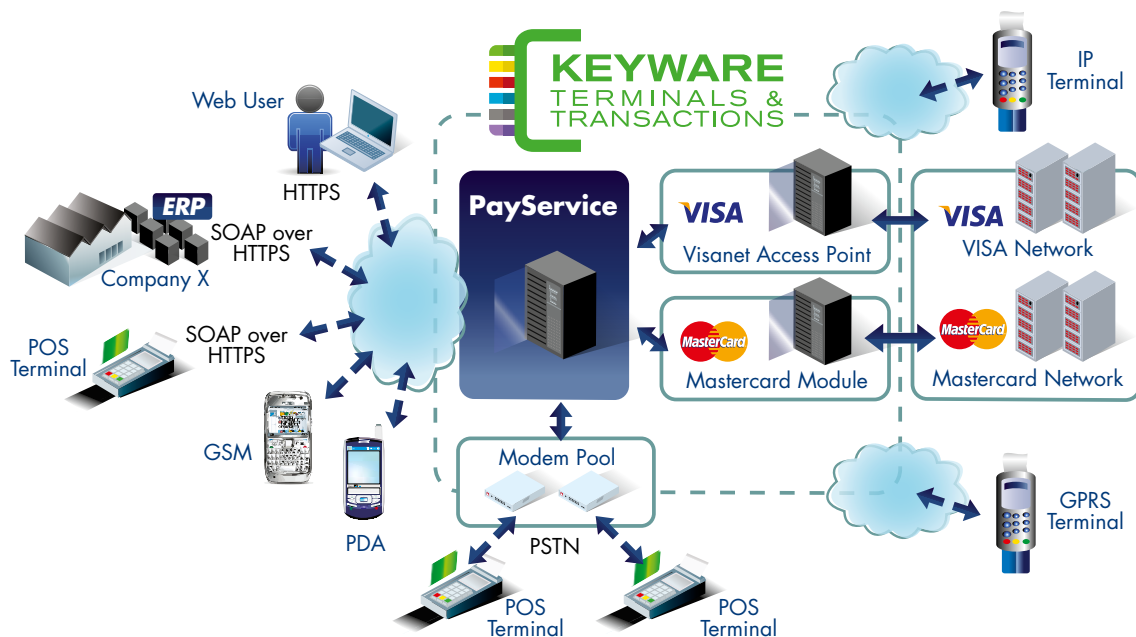 KEYWARE
TERMINALS &
TRANSACTIONS
IP
Terminal
Web User
HTTPS
ERP
SOAP over
HTTPS
Company X
PayService
VISA
Visanet Access Point
VISA
VISA Network
SOAP over
HTTPS
POS
Terminal
MasterCard
Mastercard Module
MasterCard
Mastercard Network
GSM
PDA
Modem Pool
PSTN
GPRS
Terminal
POS
Terminal
POS
Terminal